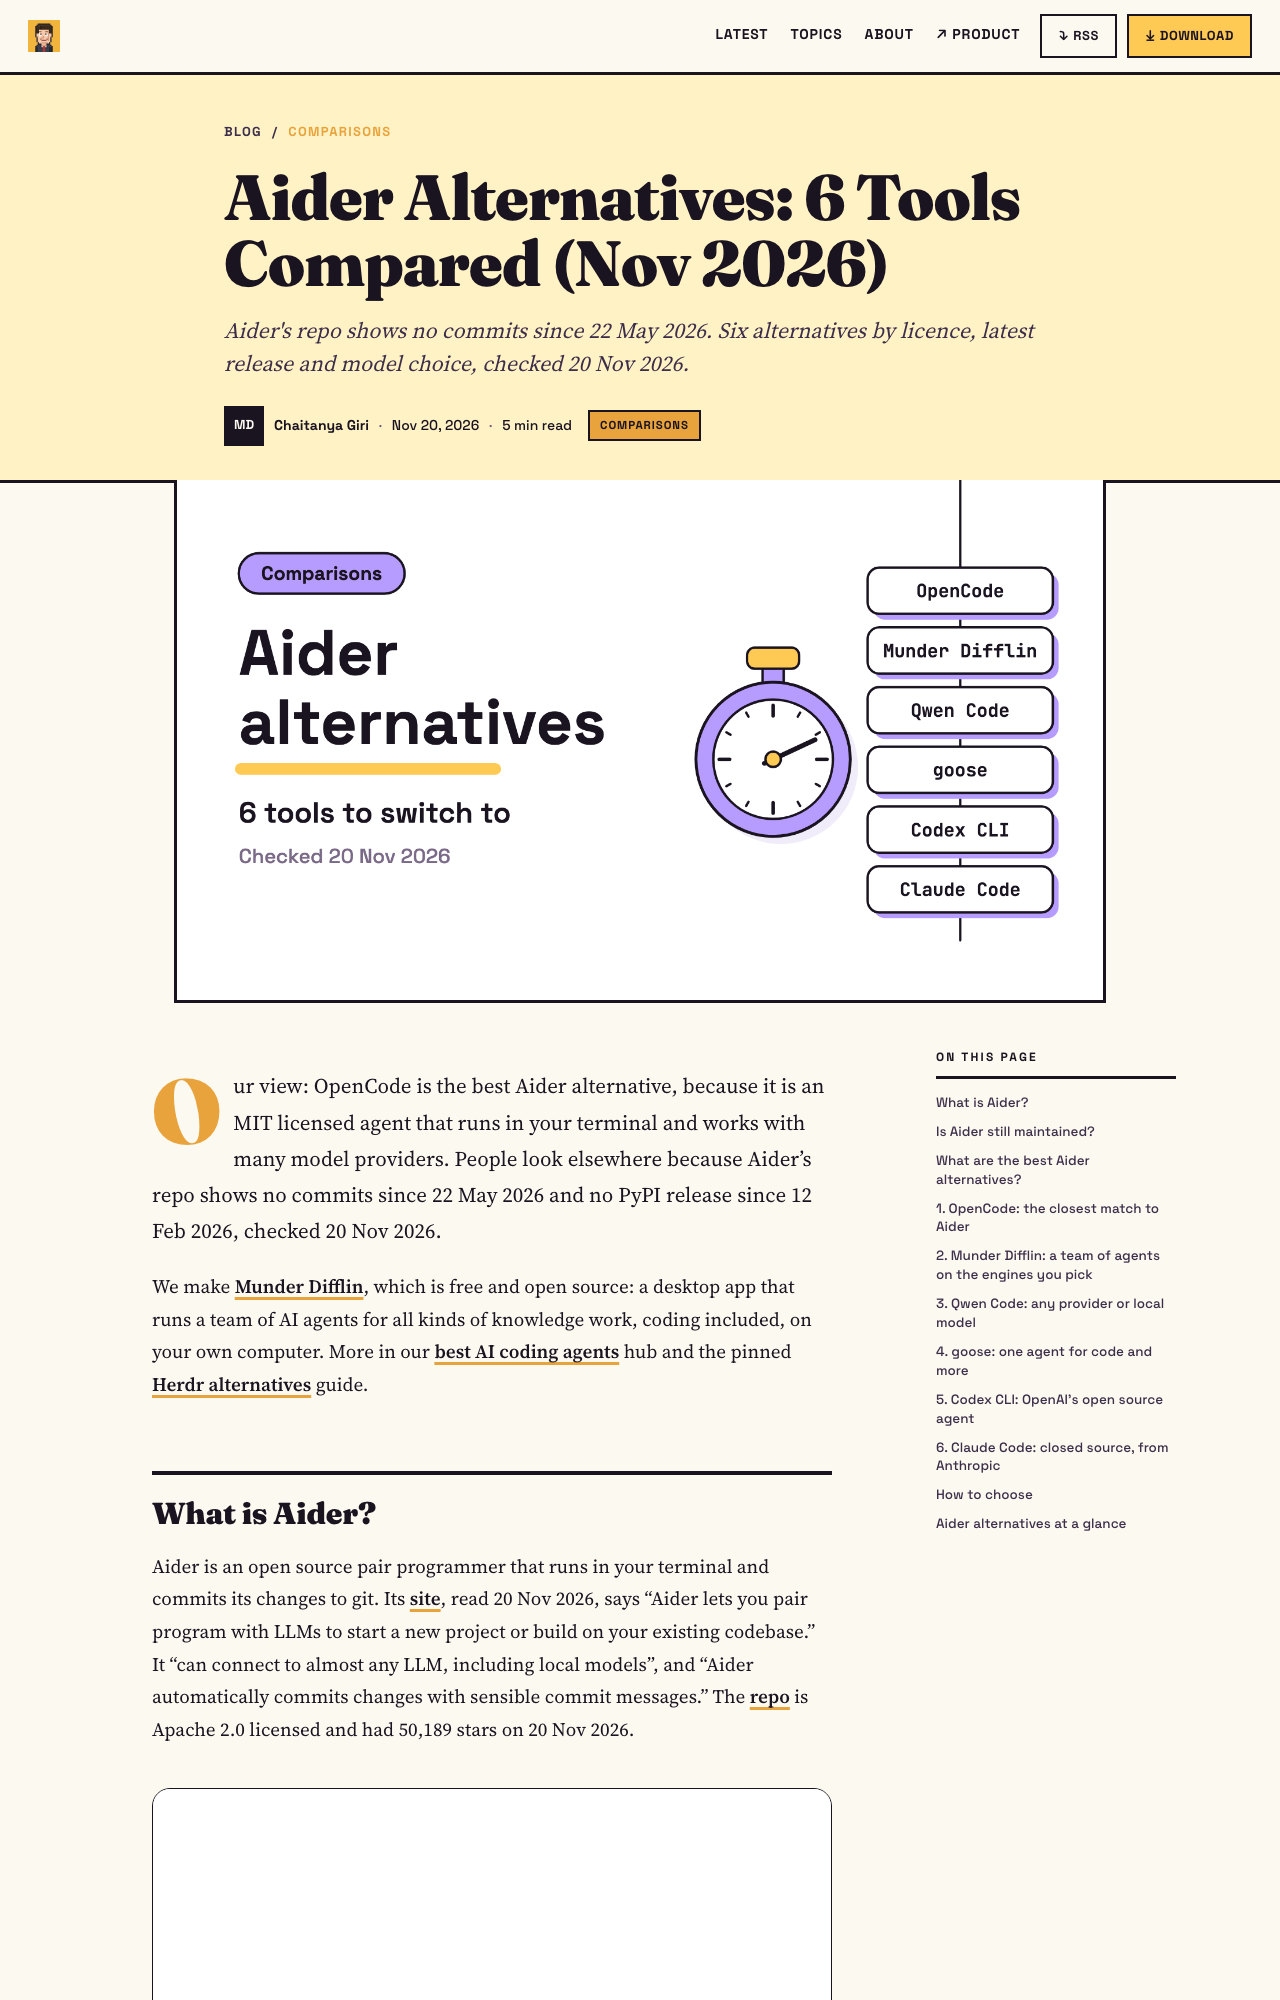 LATEST TOPICS ABOUT ↗ PRODUCT ⤵ RSS ⤓ DOWNLOAD
BLOG / COMPARISONS
Aider Alternatives: 6 Tools
Compared (Nov 2026)
Aider's repo shows no commits since 22 May 2026. Six alternatives by licence, latest
release and model choice, checked 20 Nov 2026.
MD Chaitanya Giri · Nov 20, 2026 · 5 min read COMPARISONS
Comparisons
Aider
alternatives
6 tools to switch to
Checked 20 Nov 2026
OpenCode
Munder Difflin
Qwen Code
goose
Codex CLI
Claude Code
Our view: OpenCode is the best Aider alternative, because it is an
MIT licensed agent that runs in your terminal and works with
many model providers. People look elsewhere because Aider’s
repo shows no commits since 22 May 2026 and no PyPI release since 12
Feb 2026, checked 20 Nov 2026.
We make Munder Difflin, which is free and open source: a desktop app that
runs a team of AI agents for all kinds of knowledge work, coding included, on
your own computer. More in our best AI coding agents hub and the pinned
Herdr alternatives guide.
What is Aider?
Aider is an open source pair programmer that runs in your terminal and
commits its changes to git. Its site, read 20 Nov 2026, says “Aider lets you pair
program with LLMs to start a new project or build on your existing codebase.”
It “can connect to almost any LLM, including local models”, and “Aider
automatically commits changes with sensible commit messages.” The repo is
Apache 2.0 licensed and had 50,189 stars on 20 Nov 2026.
ON THIS PAGE
What is Aider?
Is Aider still maintained?
What are the best Aider
alternatives?
1. OpenCode: the closest match to
Aider
2. Munder Difflin: a team of agents
on the engines you pick
3. Qwen Code: any provider or local
model
4. goose: one agent for code and
more
5. Codex CLI: OpenAI’s open source
agent
6. Claude Code: closed source, from
Anthropic
How to choose
Aider alternatives at a glance